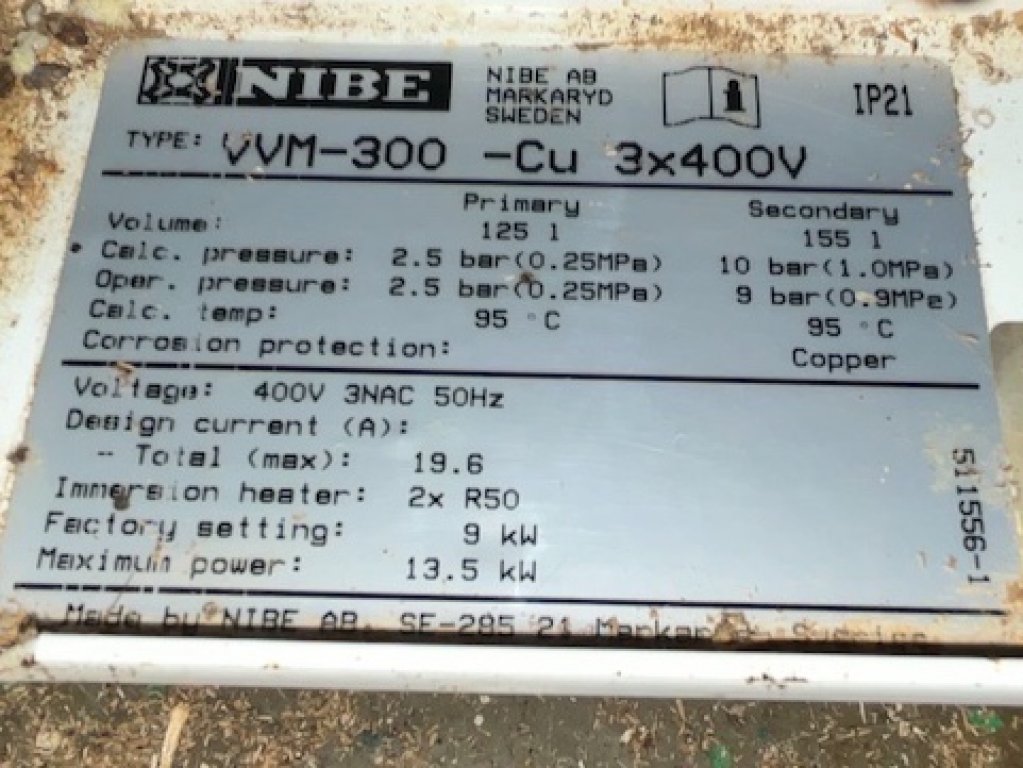 NIBE
NIBE AB
MARKARYD
SWEDEN
i
IP21
TYPE: VVM-300 -Cu 3x400V
Primary Secondary
Volume: 125 l 155 l
Calc. pressure: 2.5 bar(0.25MPa) 10 bar(1.0MPa)
Oper. pressure: 2.5 bar(0.25MPa) 9 bar(0.9MPa)
Calc. temp: 95 °C 95 °C
Corrosion protection: Copper
Voltage: 400V 3NAC 50Hz
Design current (A):
- Total (max): 19.6
Immersion heater: 2x R50
Factory setting: 9 kW
Maximum power: 13.5 kW
511556-1
Made by NIBE AB, SE-285 21 Markaryd, Sverige